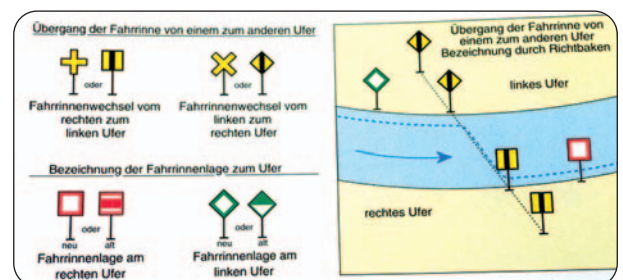 Übergang der Fahrrinne von einem zum anderen Ufer
oder
oder
Fahrrinnenwechsel vom
rechten zum
linken Ufer
Fahrrinnenwechsel vom
linken zum
rechten Ufer
Bezeichnung der Fahrrinnenlage zum Ufer
oder
neu
alt
Fahrrinnenlage am
rechten Ufer
oder
neu
alt
Fahrrinnenlage am
linken Ufer
Übergang der Fahrrinne von
einem zum anderen Ufer
Bezeichnung durch Richtbaken
linkes Ufer
rechtes Ufer